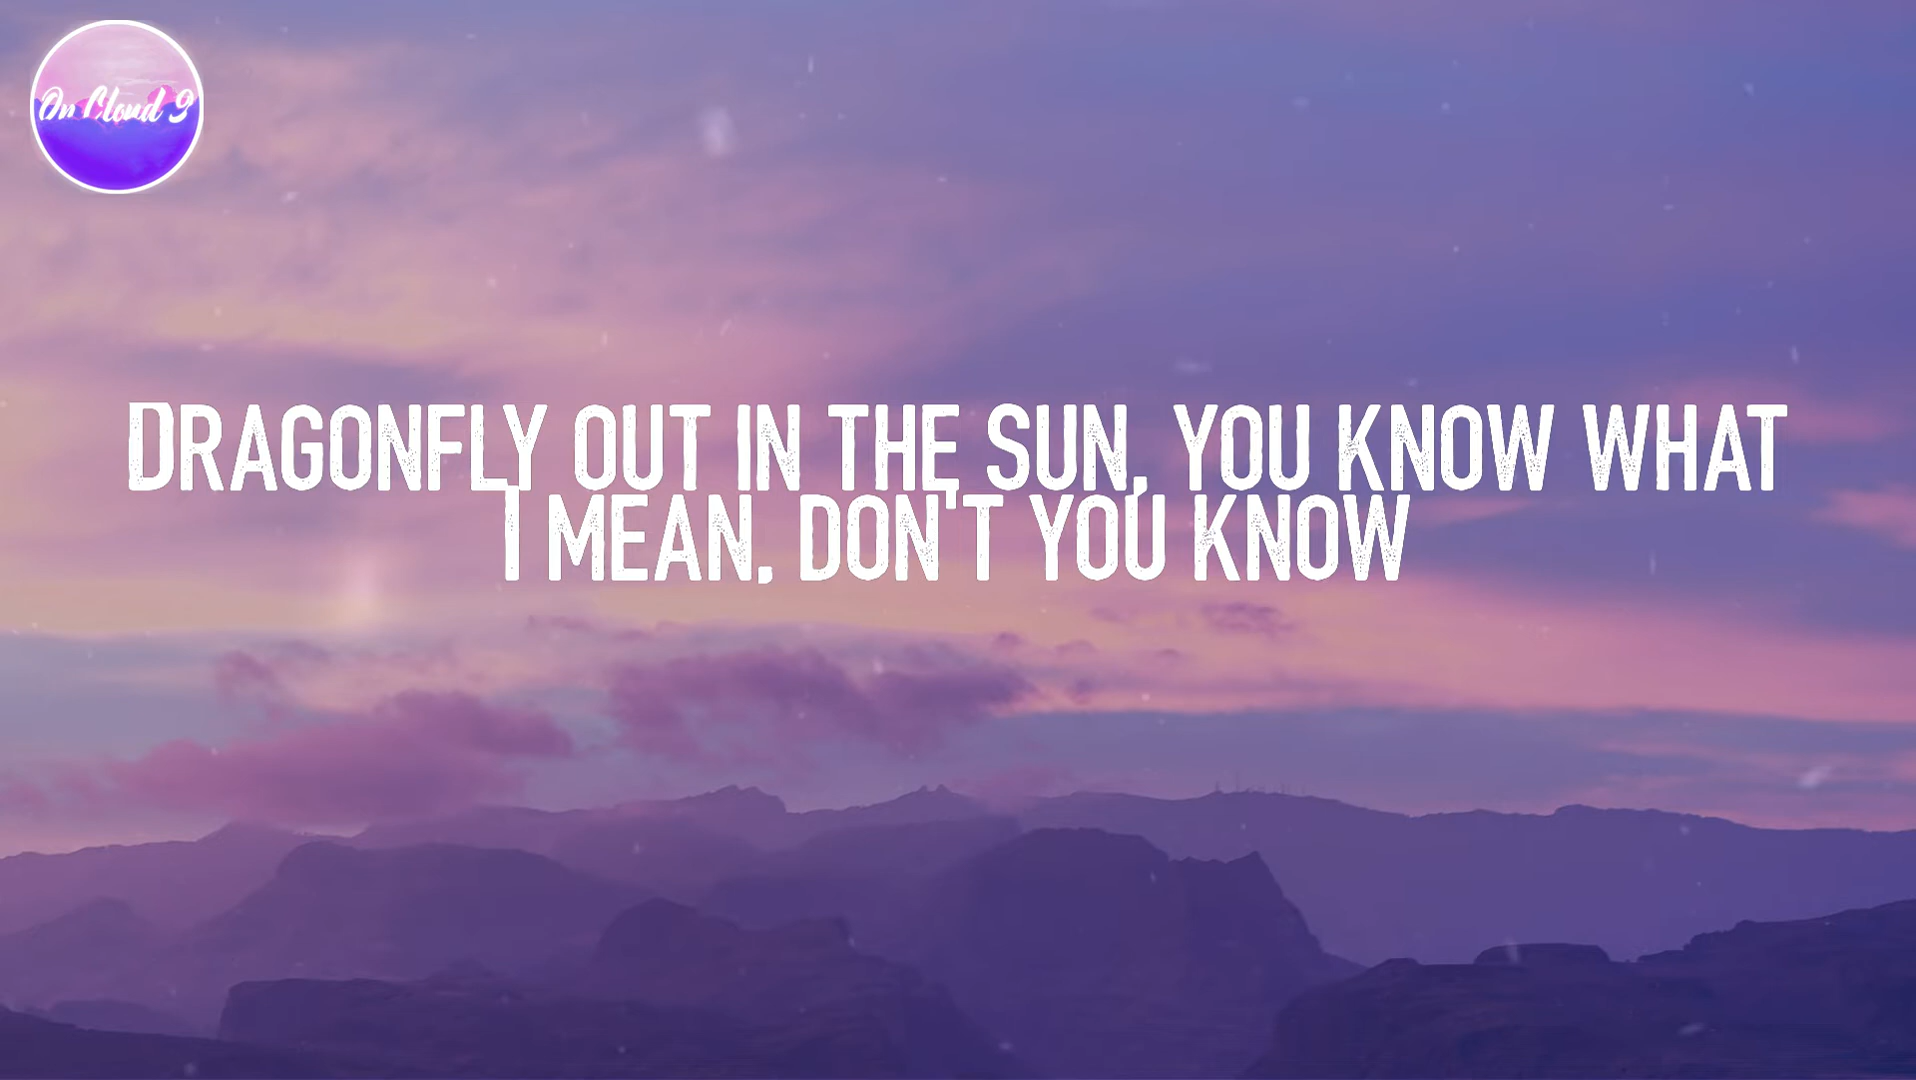 On Cloud 9
DRAGONFLY OUT IN THE SUN, YOU KNOW WHAT
I MEAN, DON'T YOU KNOW